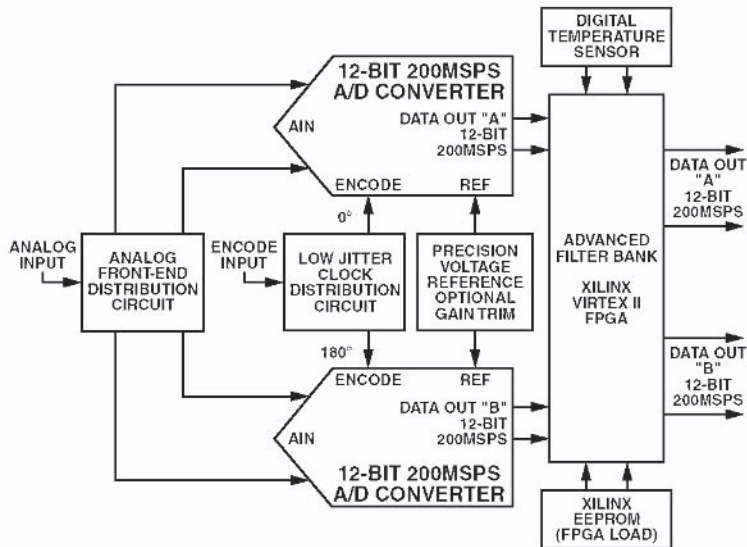 DIGITAL
TEMPERATURE
SENSOR
12-BIT 200MSPS
A/D CONVERTER
AIN
DATA OUT "A"
12-BIT
200MSPS
ENCODE
REF
0°
DATA OUT
"A"
12-BIT
200MSPS
ANALOG
INPUT
ANALOG
FRONT-END
DISTRIBUTION
CIRCUIT
ENCODE
INPUT
LOW JITTER
CLOCK
DISTRIBUTION
CIRCUIT
PRECISION
VOLTAGE
REFERENCE
OPTIONAL
GAIN TRIM
ADVANCED
FILTER BANK
XILINX
VIRTEX II
FPGA
180°
ENCODE
REF
DATA OUT "B"
12-BIT
200MSPS
AIN
12-BIT 200MSPS
A/D CONVERTER
DATA OUT
"B"
12-BIT
200MSPS
XILINX
EEPROM
(FPGA LOAD)